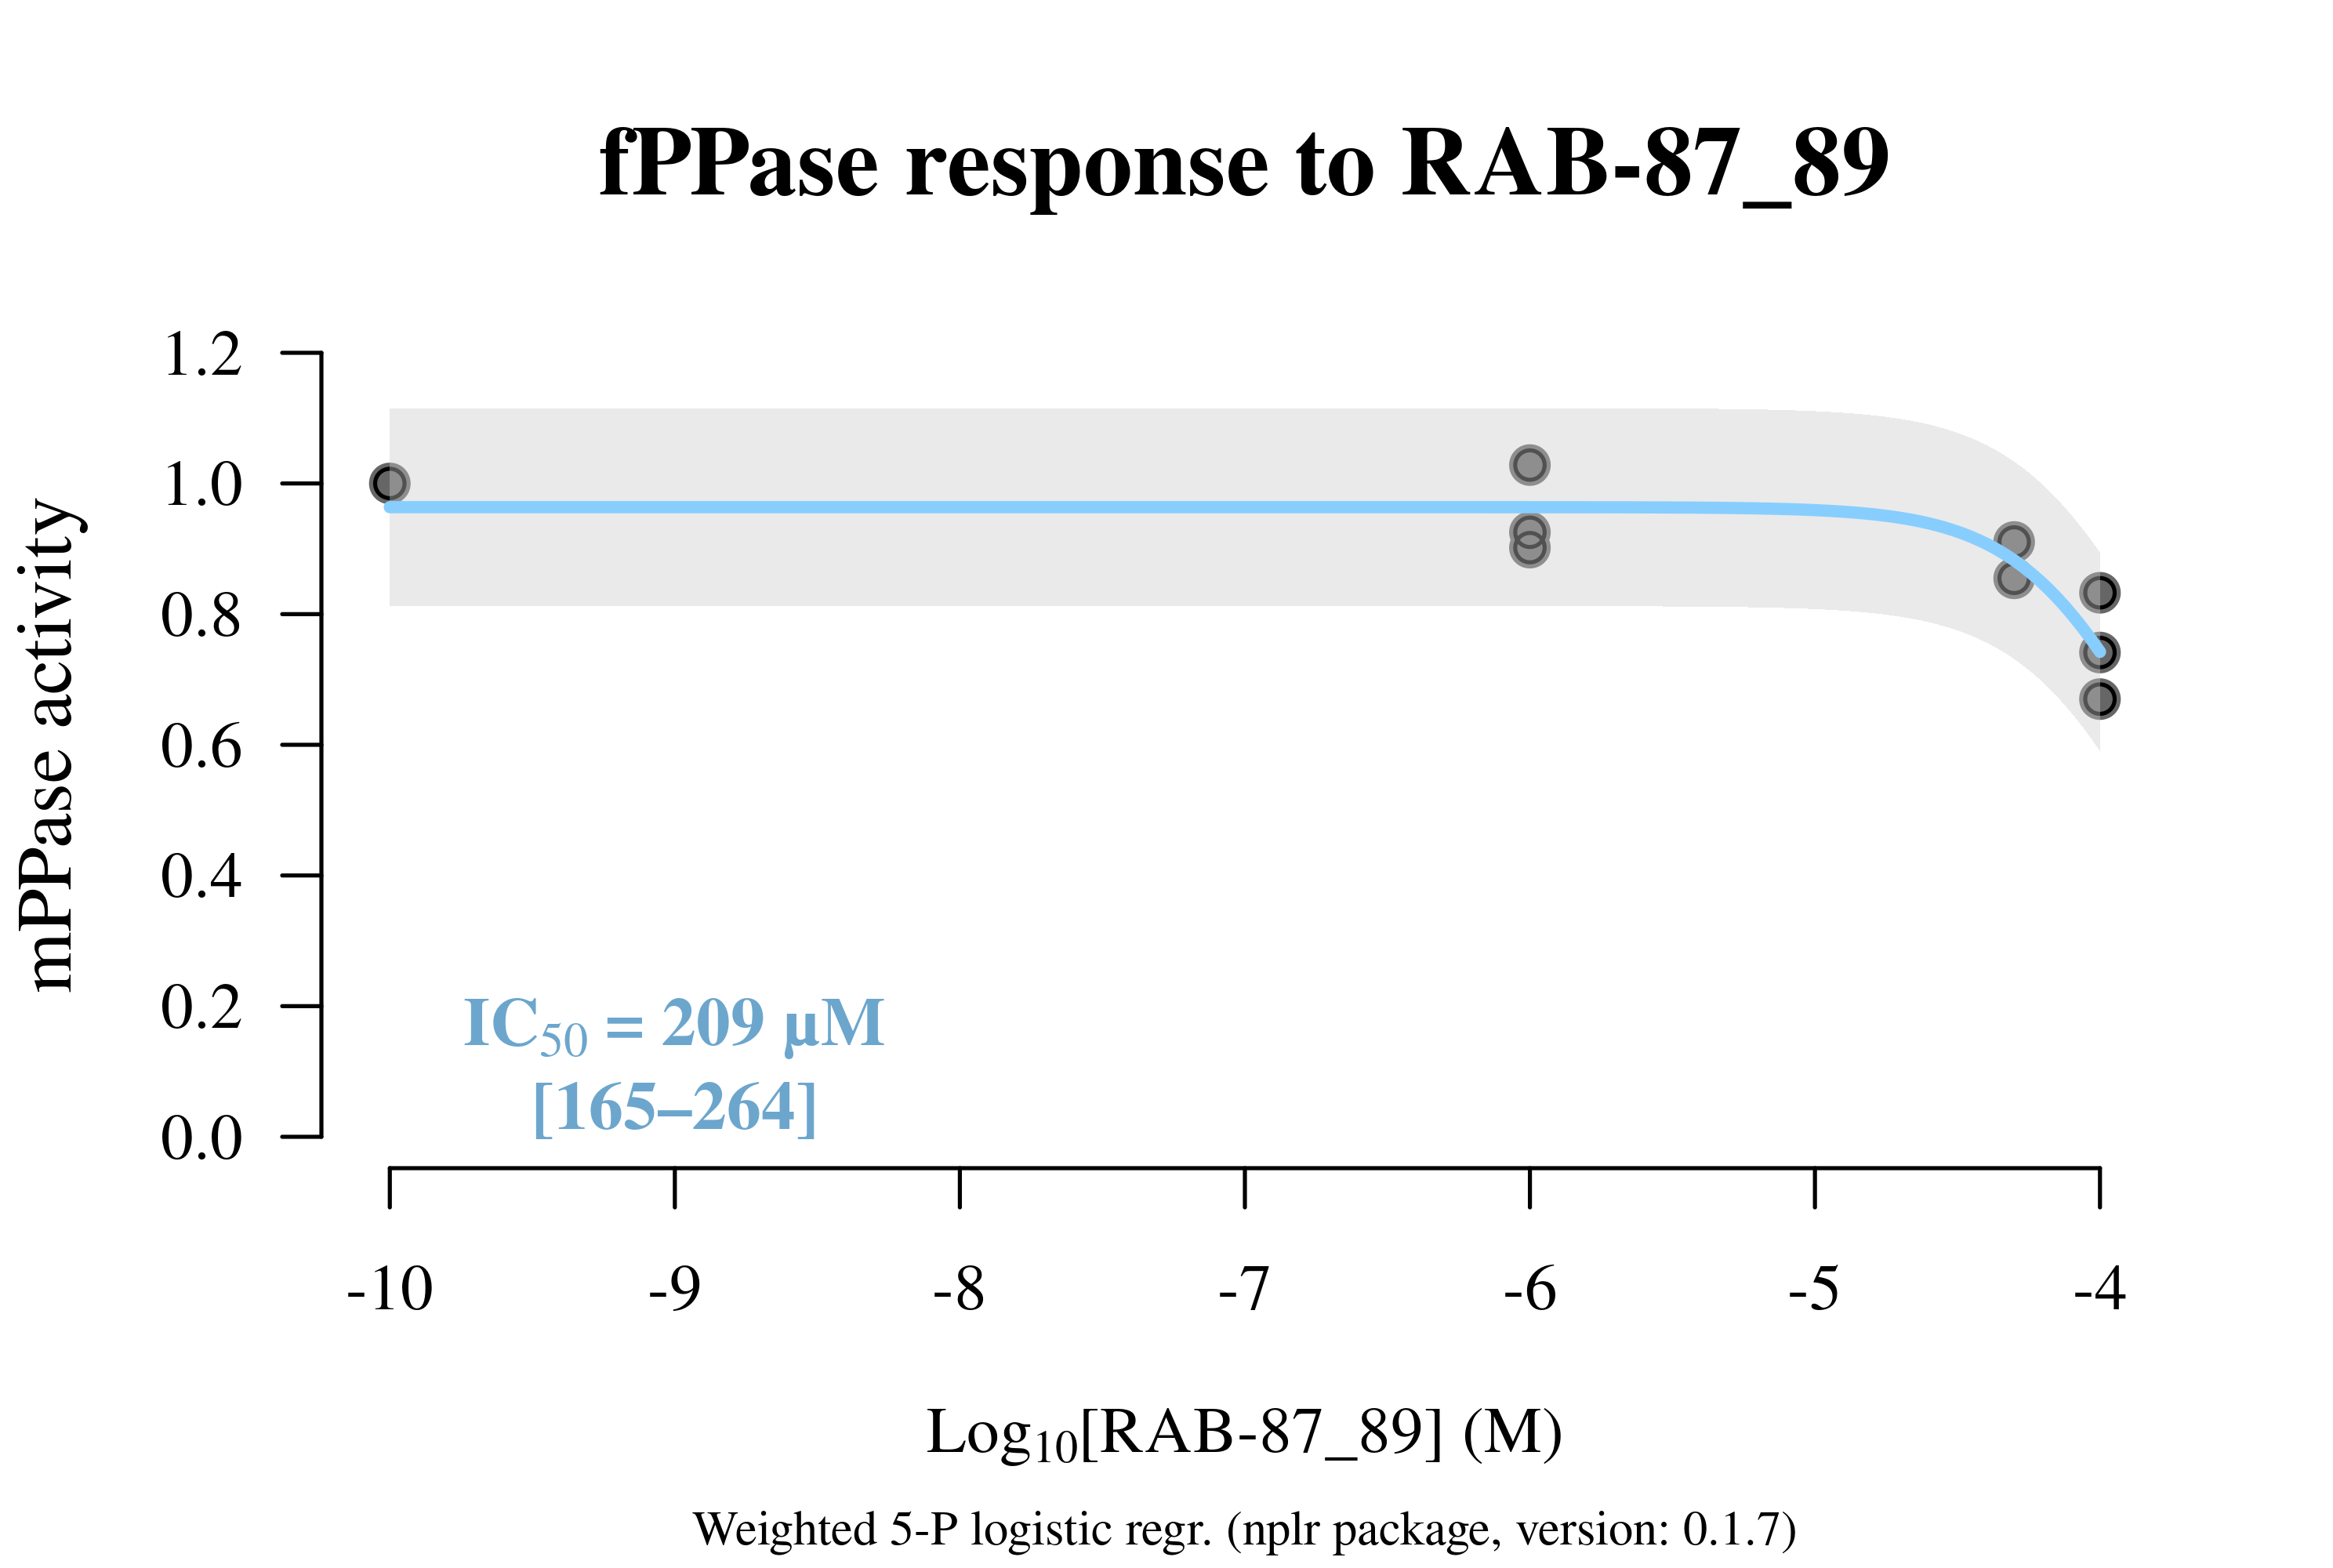 fPPase response to RAB-87_89
mPPase activity
1.2
1.0
0.8
0.6
0.4
0.2
0.0
IC50 = 209 µM
[165–264]
-10 -9 -8 -7 -6 -5 -4
Log10[RAB-87_89] (M)
Weighted 5-P logistic regr. (nplr package, version: 0.1.7)